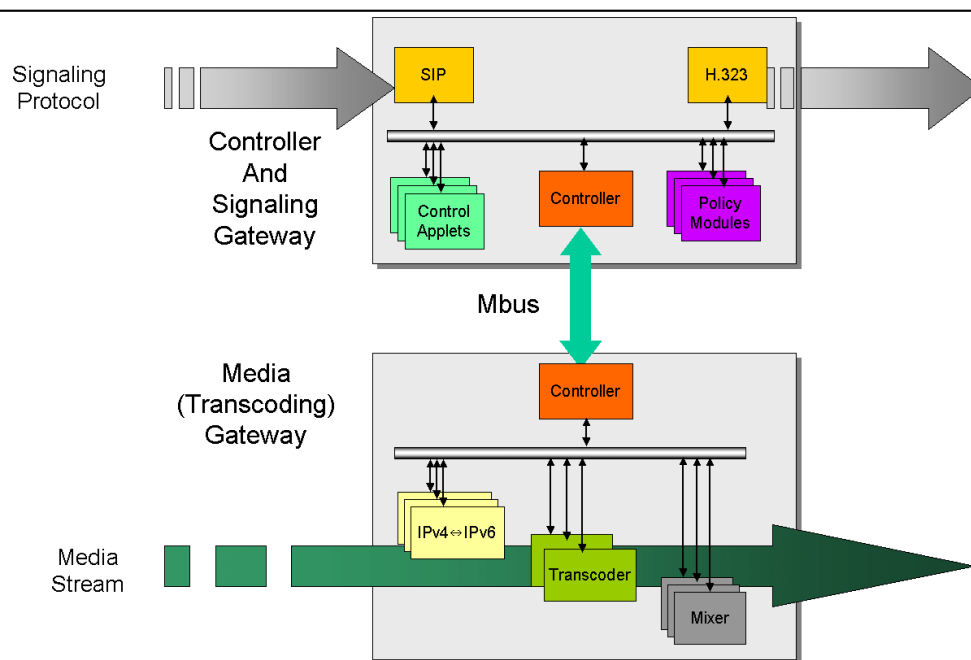 Signaling
Protocol
SIP
H.323
Controller
And
Signaling
Gateway
Control
Applets
Controller
Policy
Modules
Mbus
Media
(Transcoding)
Gateway
Controller
IPv4↔IPv6
Transcoder
Mixer
Media
Stream